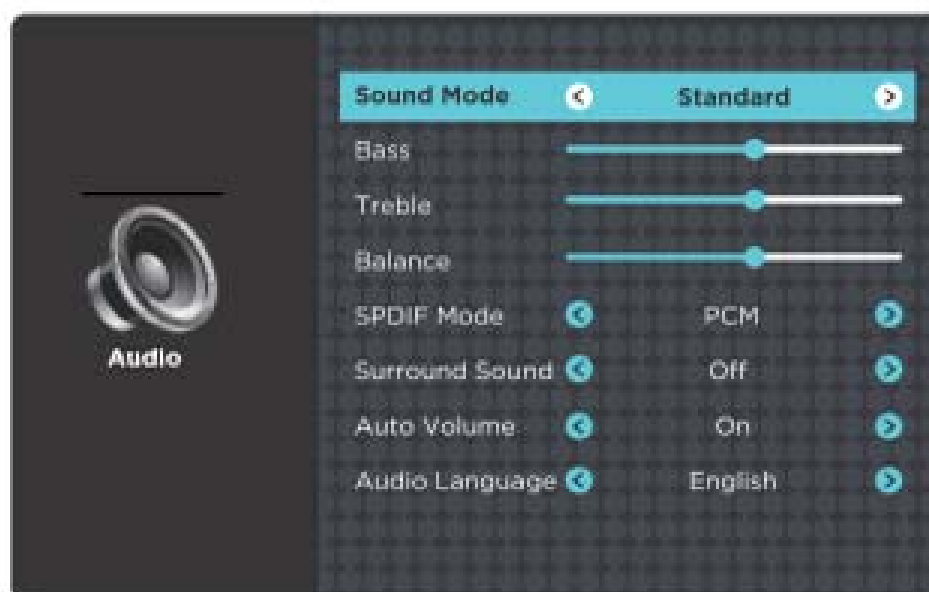 Sound Mode Standard
Bass
Treble
Balance
SPDIF Mode PCM
Surround Sound Off
Auto Volume On
Audio Language English
Audio